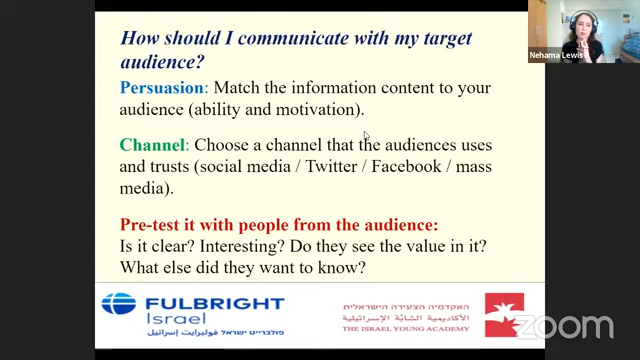 How should I communicate with my target
audience?
Persuasion: Match the information content to your
audience (ability and motivation).
Channel: Choose a channel that the audiences uses
and trusts (social media / Twitter / Facebook / mass
media).
Pre-test it with people from the audience:
Is it clear? Interesting? Do they see the value in it?
What else did they want to know?
Nehama Lewis
FULBRIGHT
Israel
פולברייט ישראל فولبرايت إسرائيل
האקדמיה הצעירה הישראלית
الأكاديمية الشابّة الإسرائيلية
THE ISRAEL YOUNG ACADEMY
zoom